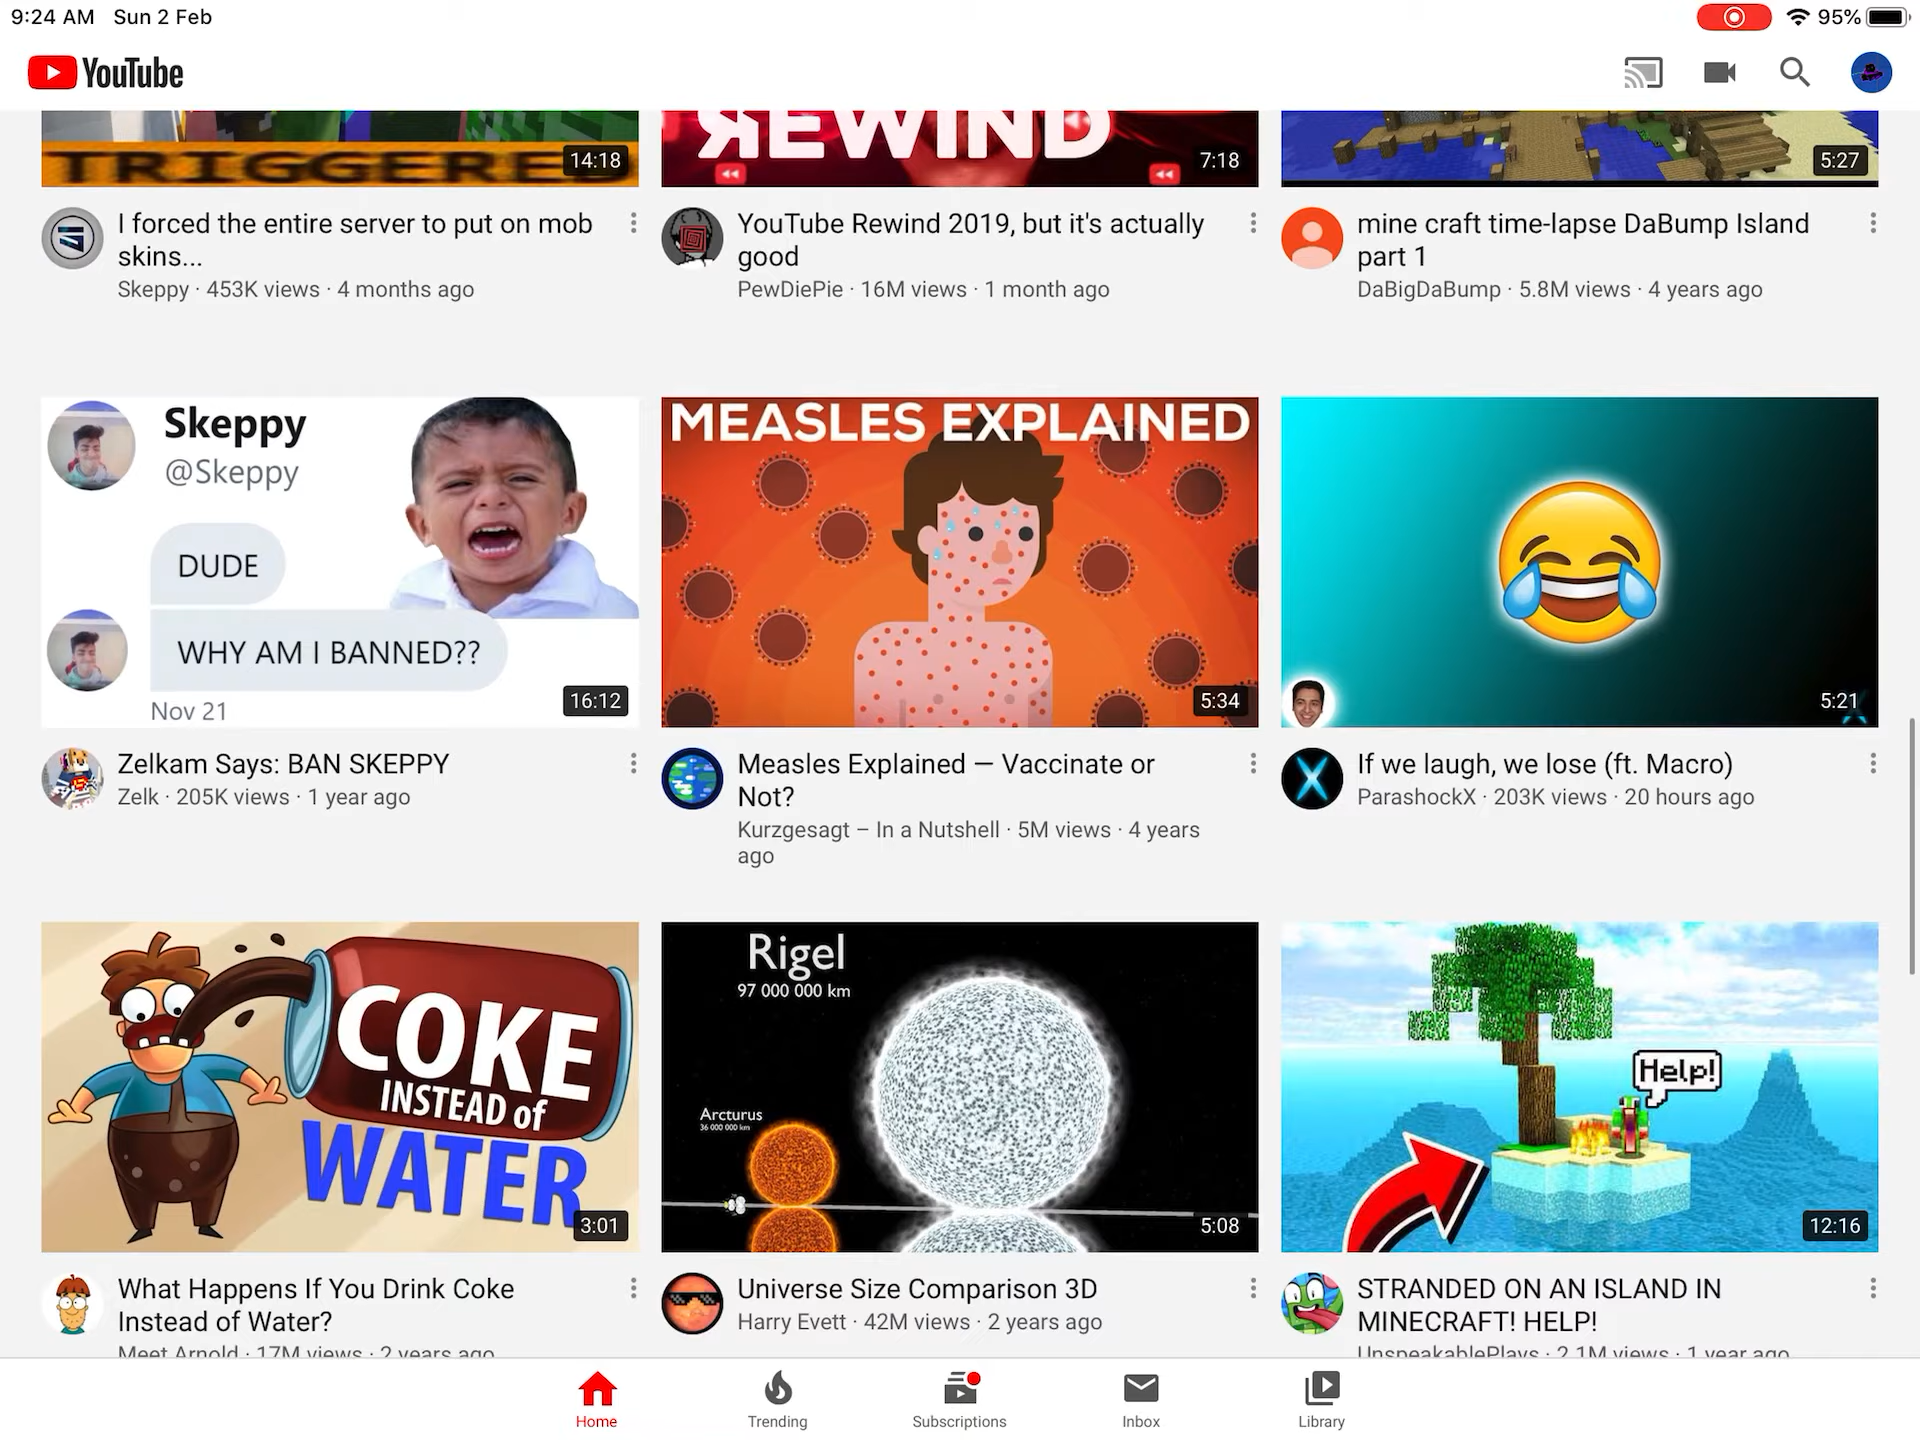 9:24 AM Sun 2 Feb
95%
YouTube
TRIGGERED
14:18
REWIND
7:18
5:27
I forced the entire server to put on mob
skins...
Skeppy · 453K views · 4 months ago
YouTube Rewind 2019, but it's actually
good
PewDiePie · 16M views · 1 month ago
mine craft time-lapse DaBump Island
part 1
DaBigDaBump · 5.8M views · 4 years ago
Skeppy
@Skeppy
DUDE
WHY AM I BANNED??
Nov 21
16:12
MEASLES EXPLAINED
5:34
5:21
Zelkam Says: BAN SKEPPY
Zelk · 205K views · 1 year ago
Measles Explained — Vaccinate or
Not?
Kurzgesagt – In a Nutshell · 5M views · 4 years
ago
If we laugh, we lose (ft. Macro)
ParashockX · 203K views · 20 hours ago
COKE
INSTEAD of
WATER
3:01
Rigel
97 000 000 km
Arcturus
36 000 000 km
5:08
Help!
12:16
What Happens If You Drink Coke
Instead of Water?
Meet Arnold · 17M views · 2 years ago
Universe Size Comparison 3D
Harry Evett · 42M views · 2 years ago
STRANDED ON AN ISLAND IN
MINECRAFT! HELP!
UnspeakablePlays · 2.1M views · 1 year ago
Home
Trending
Subscriptions
Inbox
Library